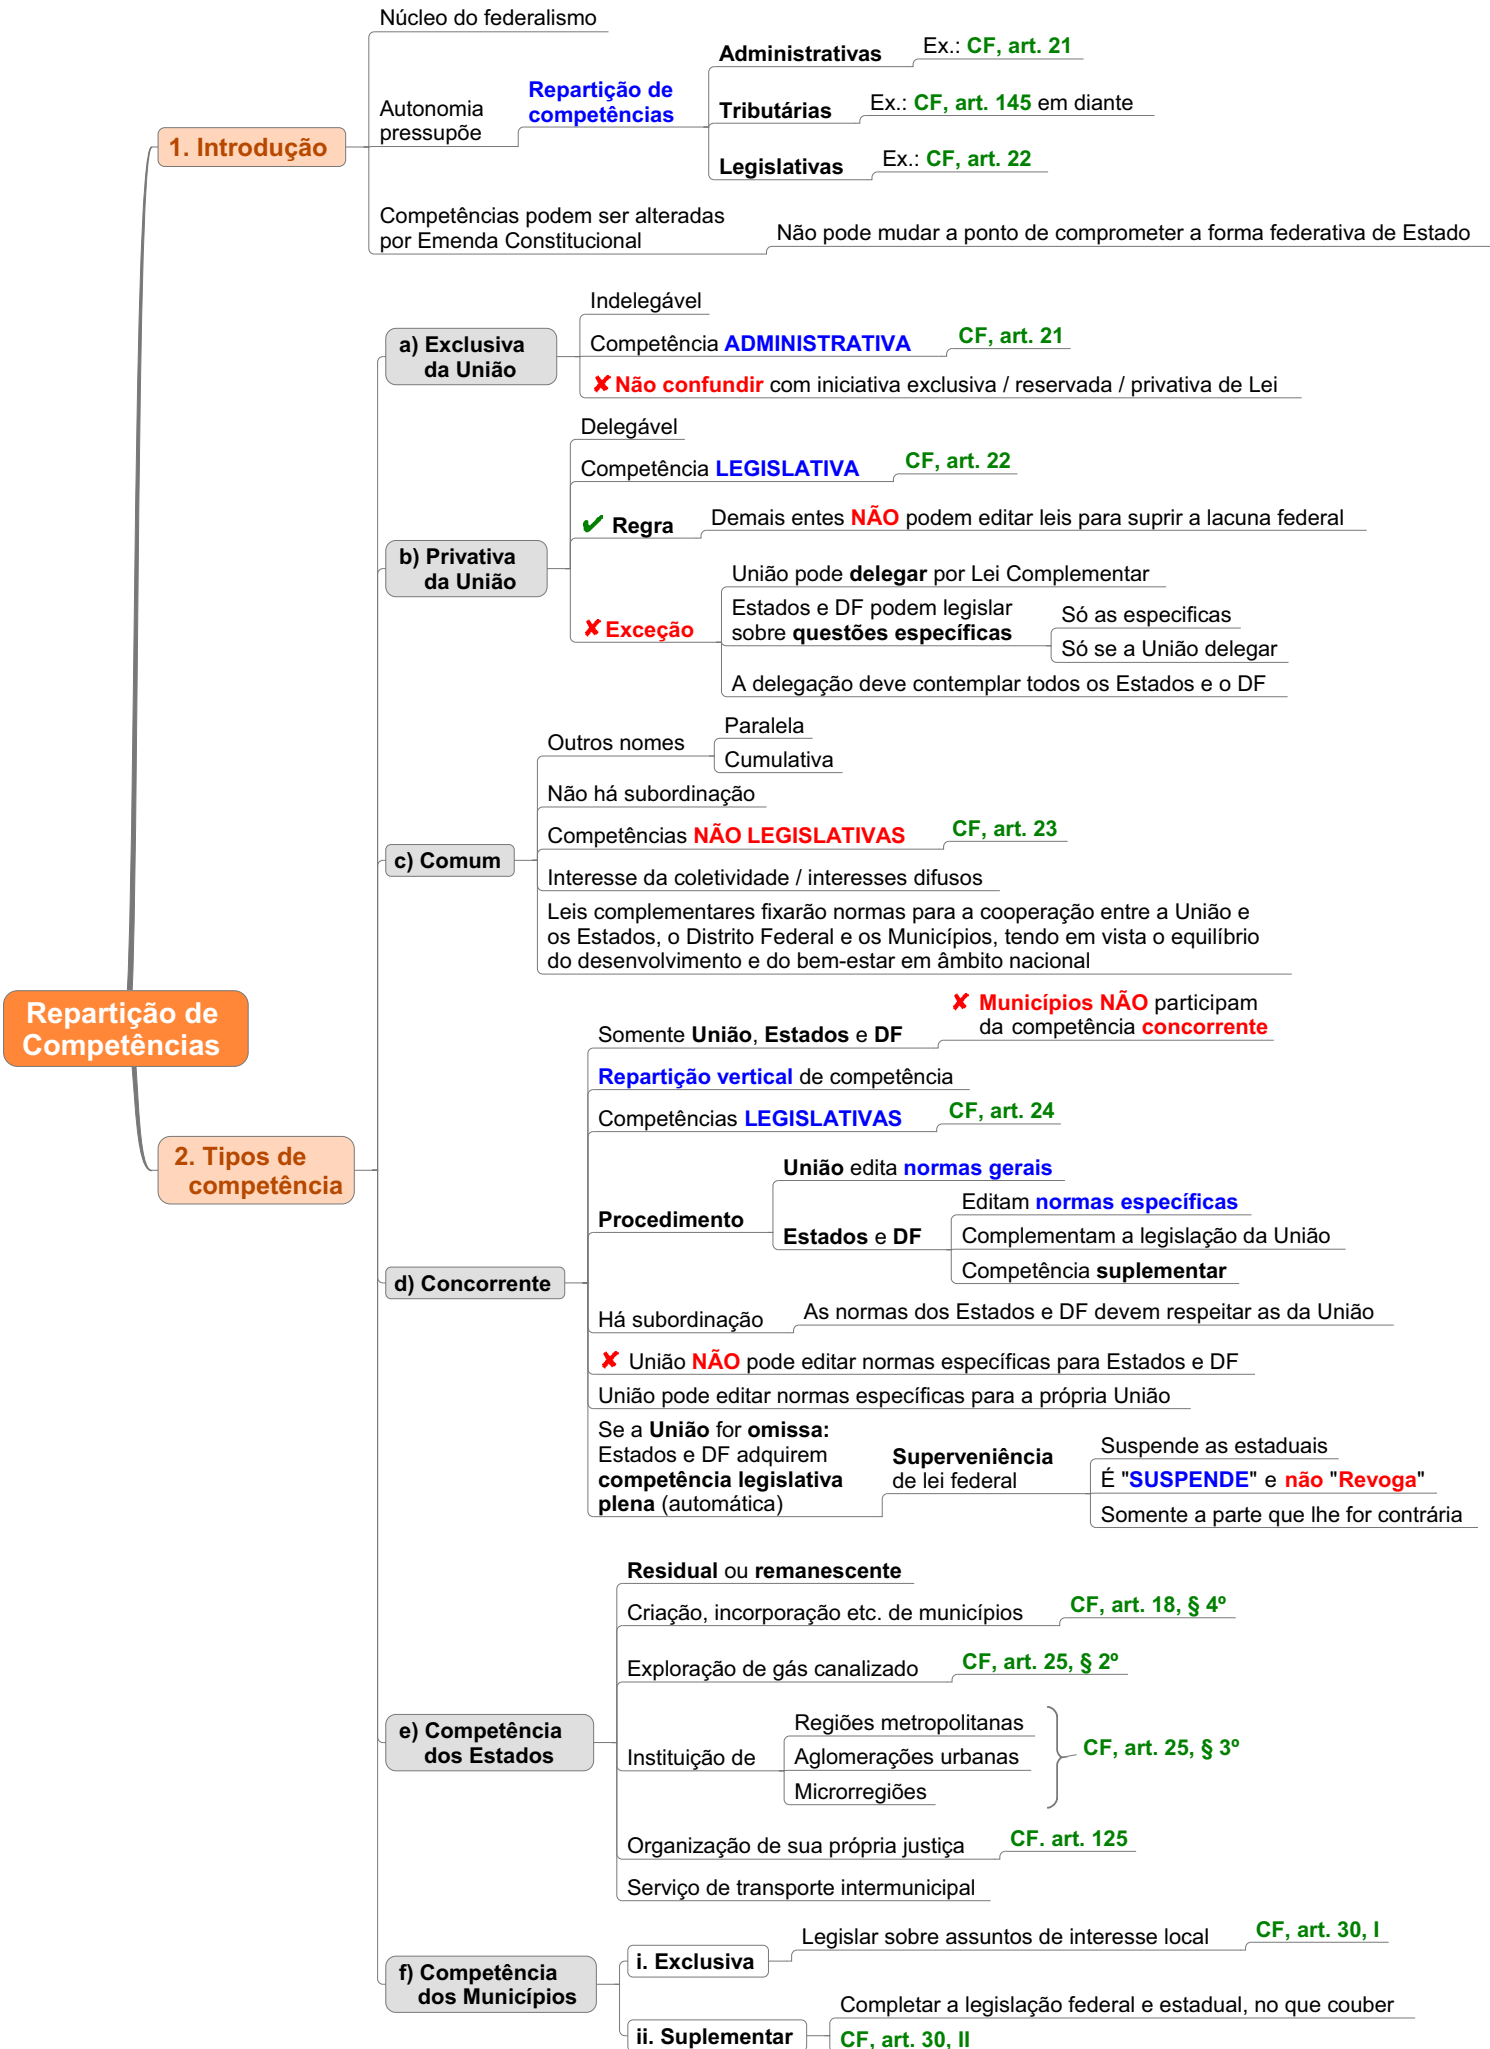 Repartição de
Competências
1. Introdução
Núcleo do federalismo
Autonomia
pressupõe
Repartição de
competências
Administrativas
Ex.: CF, art. 21
Tributárias
Ex.: CF, art. 145 em diante
Legislativas
Ex.: CF, art. 22
Competências podem ser alteradas
por Emenda Constitucional
Não pode mudar a ponto de comprometer a forma federativa de Estado
2. Tipos de
competência
a) Exclusiva
da União
Indelegável
Competência ADMINISTRATIVA
CF, art. 21
✘ Não confundir com iniciativa exclusiva / reservada / privativa de Lei
b) Privativa
da União
Delegável
Competência LEGISLATIVA
CF, art. 22
✔ Regra
Demais entes NÃO podem editar leis para suprir a lacuna federal
✘ Exceção
União pode delegar por Lei Complementar
Estados e DF podem legislar
sobre questões específicas
Só as especificas
Só se a União delegar
A delegação deve contemplar todos os Estados e o DF
c) Comum
Outros nomes
Paralela
Cumulativa
Não há subordinação
Competências NÃO LEGISLATIVAS
CF, art. 23
Interesse da coletividade / interesses difusos
Leis complementares fixarão normas para a cooperação entre a União e
os Estados, o Distrito Federal e os Municípios, tendo em vista o equilíbrio
do desenvolvimento e do bem-estar em âmbito nacional
d) Concorrente
Somente União, Estados e DF
✘ Municípios NÃO participam
da competência concorrente
Repartição vertical de competência
Competências LEGISLATIVAS
CF, art. 24
Procedimento
União edita normas gerais
Estados e DF
Editam normas específicas
Complementam a legislação da União
Competência suplementar
Há subordinação
As normas dos Estados e DF devem respeitar as da União
✘ União NÃO pode editar normas específicas para Estados e DF
União pode editar normas específicas para a própria União
Se a União for omissa:
Estados e DF adquirem
competência legislativa
plena (automática)
Superveniência
de lei federal
Suspende as estaduais
É "SUSPENDE" e não "Revoga"
Somente a parte que lhe for contrária
e) Competência
dos Estados
Residual ou remanescente
Criação, incorporação etc. de municípios
CF, art. 18, § 4º
Exploração de gás canalizado
CF, art. 25, § 2º
Instituição de
Regiões metropolitanas
Aglomerações urbanas
Microrregiões
CF, art. 25, § 3º
Organização de sua própria justiça
CF. art. 125
Serviço de transporte intermunicipal
f) Competência
dos Municípios
i. Exclusiva
Legislar sobre assuntos de interesse local
CF, art. 30, I
ii. Suplementar
Completar a legislação federal e estadual, no que couber
CF, art. 30, II